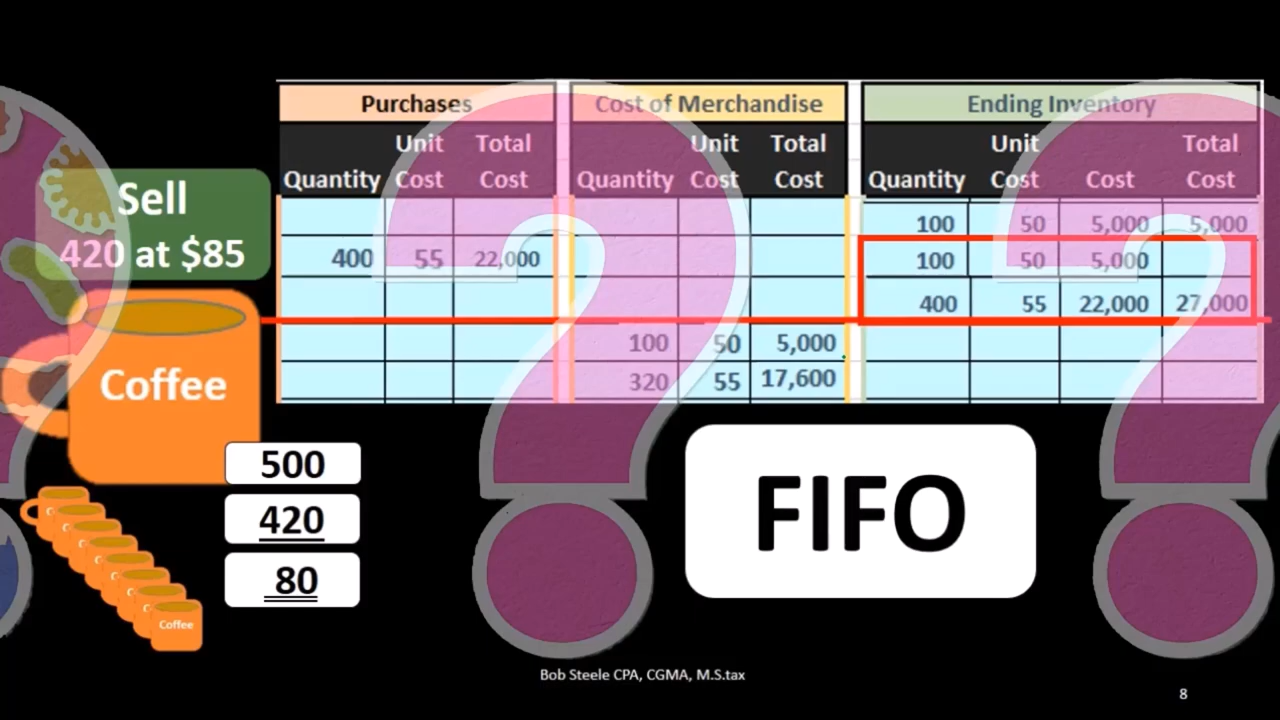 Purchases Cost of Merchandise Ending Inventory
Unit Total Unit Total Unit Total
Quantity Cost Cost Quantity Cost Cost Quantity Cost Cost Cost
Sell
420 at $85
100 50 5,000 5,000
400 55 22,000 100 50 5,000
400 55 22,000 27,000
100 50 5,000
320 55 17,600
Coffee
500
420
80
FIFO
Coffee
Bob Steele CPA, CGMA, M.S.tax
8